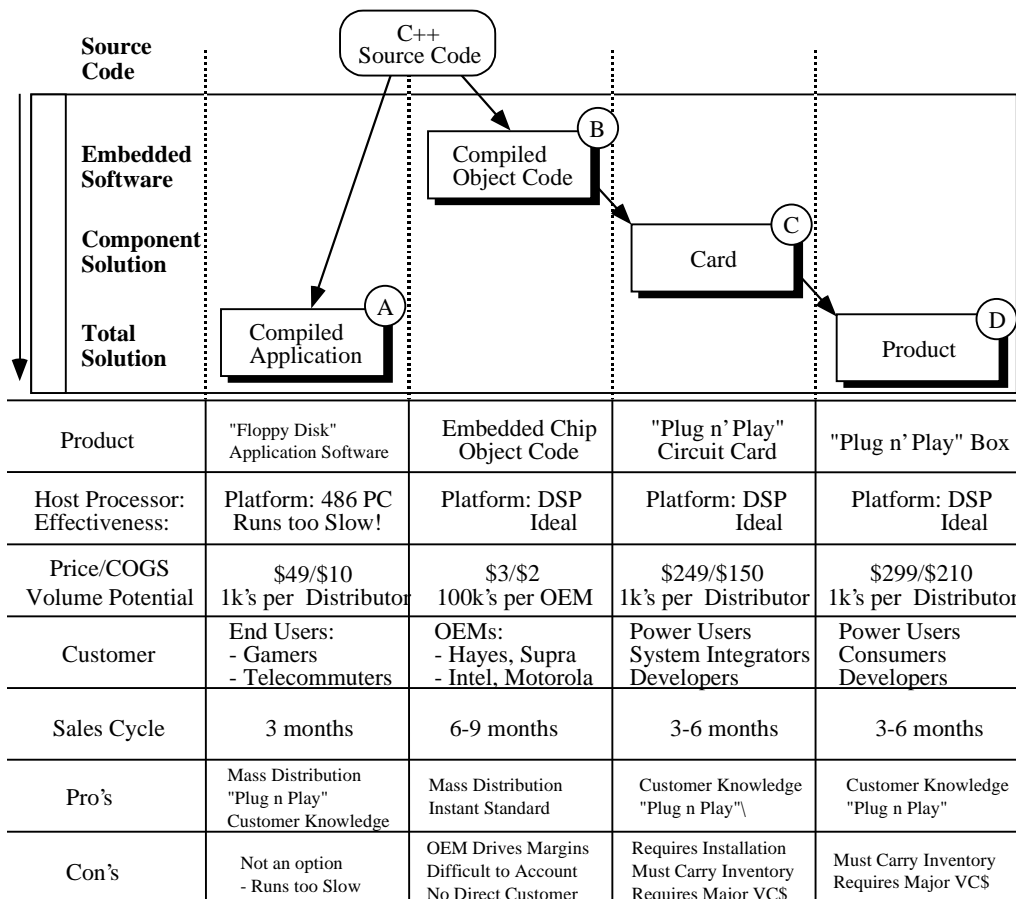 C++
Source Code
Source
Code
Embedded
Software
Component
Solution
Total
Solution
Compiled
Application
A
Compiled
Object Code
B
Card
C
Product
D
Product
"Floppy Disk"
Application Software
Embedded Chip
Object Code
"Plug n' Play"
Circuit Card
"Plug n' Play" Box
Host Processor:
Effectiveness:
Platform: 486 PC
Runs too Slow!
Platform: DSP
Ideal
Platform: DSP
Ideal
Platform: DSP
Ideal
Price/COGS
Volume Potential
$49/$10
1k's per Distributor
$3/$2
100k's per OEM
$249/$150
1k's per Distributor
$299/$210
1k's per Distributor
Customer
End Users:
- Gamers
- Telecommuters
OEMs:
- Hayes, Supra
- Intel, Motorola
Power Users
System Integrators
Developers
Power Users
Consumers
Developers
Sales Cycle
3 months
6-9 months
3-6 months
3-6 months
Pro's
Mass Distribution
"Plug n Play"
Customer Knowledge
Mass Distribution
Instant Standard
Customer Knowledge
"Plug n Play"\
Customer Knowledge
"Plug n Play"
Con's
Not an option
- Runs too Slow
OEM Drives Margins
Difficult to Account
No Direct Customer
Requires Installation
Must Carry Inventory
Requires Major VC$
Must Carry Inventory
Requires Major VC$